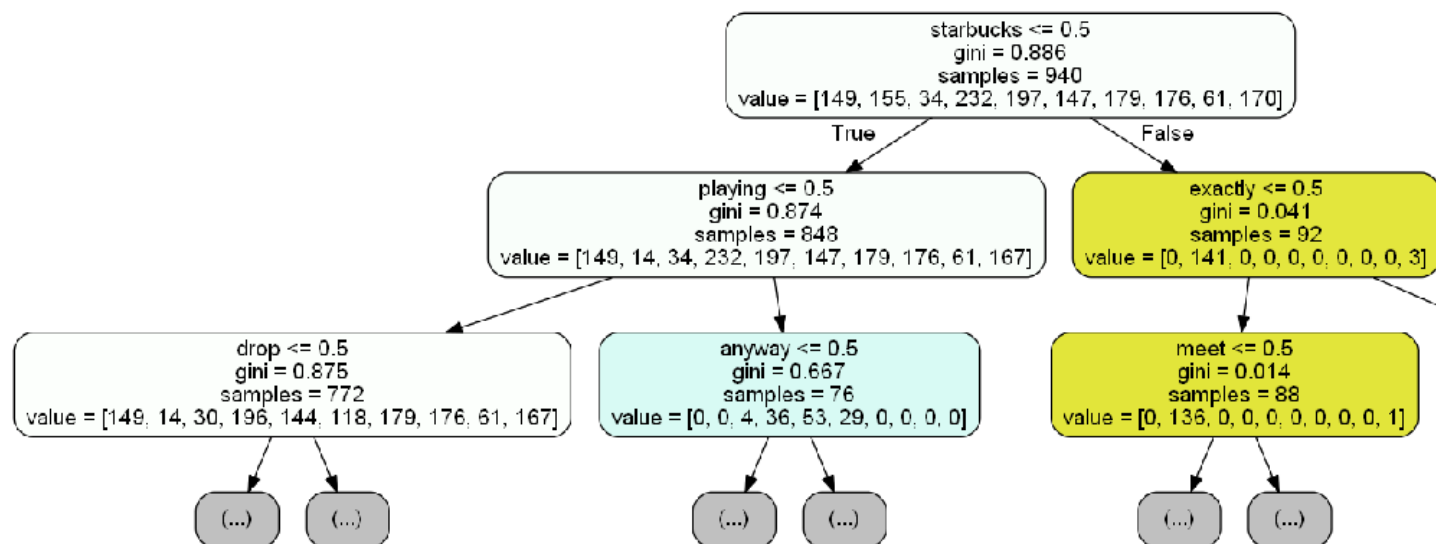 starbucks <= 0.5
gini = 0.886
samples = 940
value = [149, 155, 34, 232, 197, 147, 179, 176, 61, 170]
True
False
playing <= 0.5
gini = 0.874
samples = 848
value = [149, 14, 34, 232, 197, 147, 179, 176, 61, 167]
exactly <= 0.5
gini = 0.041
samples = 92
value = [0, 141, 0, 0, 0, 0, 0, 0, 0, 3]
drop <= 0.5
gini = 0.875
samples = 772
value = [149, 14, 30, 196, 144, 118, 179, 176, 61, 167]
anyway <= 0.5
gini = 0.667
samples = 76
value = [0, 0, 4, 36, 53, 29, 0, 0, 0, 0]
meet <= 0.5
gini = 0.014
samples = 88
value = [0, 136, 0, 0, 0, 0, 0, 0, 0, 1]
(...)
(...)
(...)
(...)
(...)
(...)